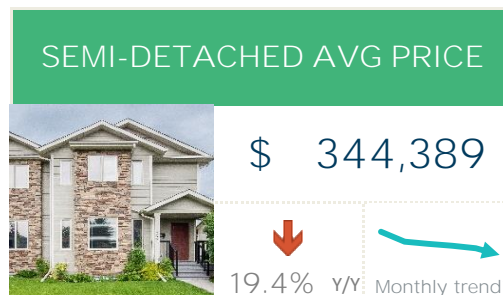 SEMI-DETACHED AVG PRICE
$ 344,389
19.4% Y/Y
Monthly trend